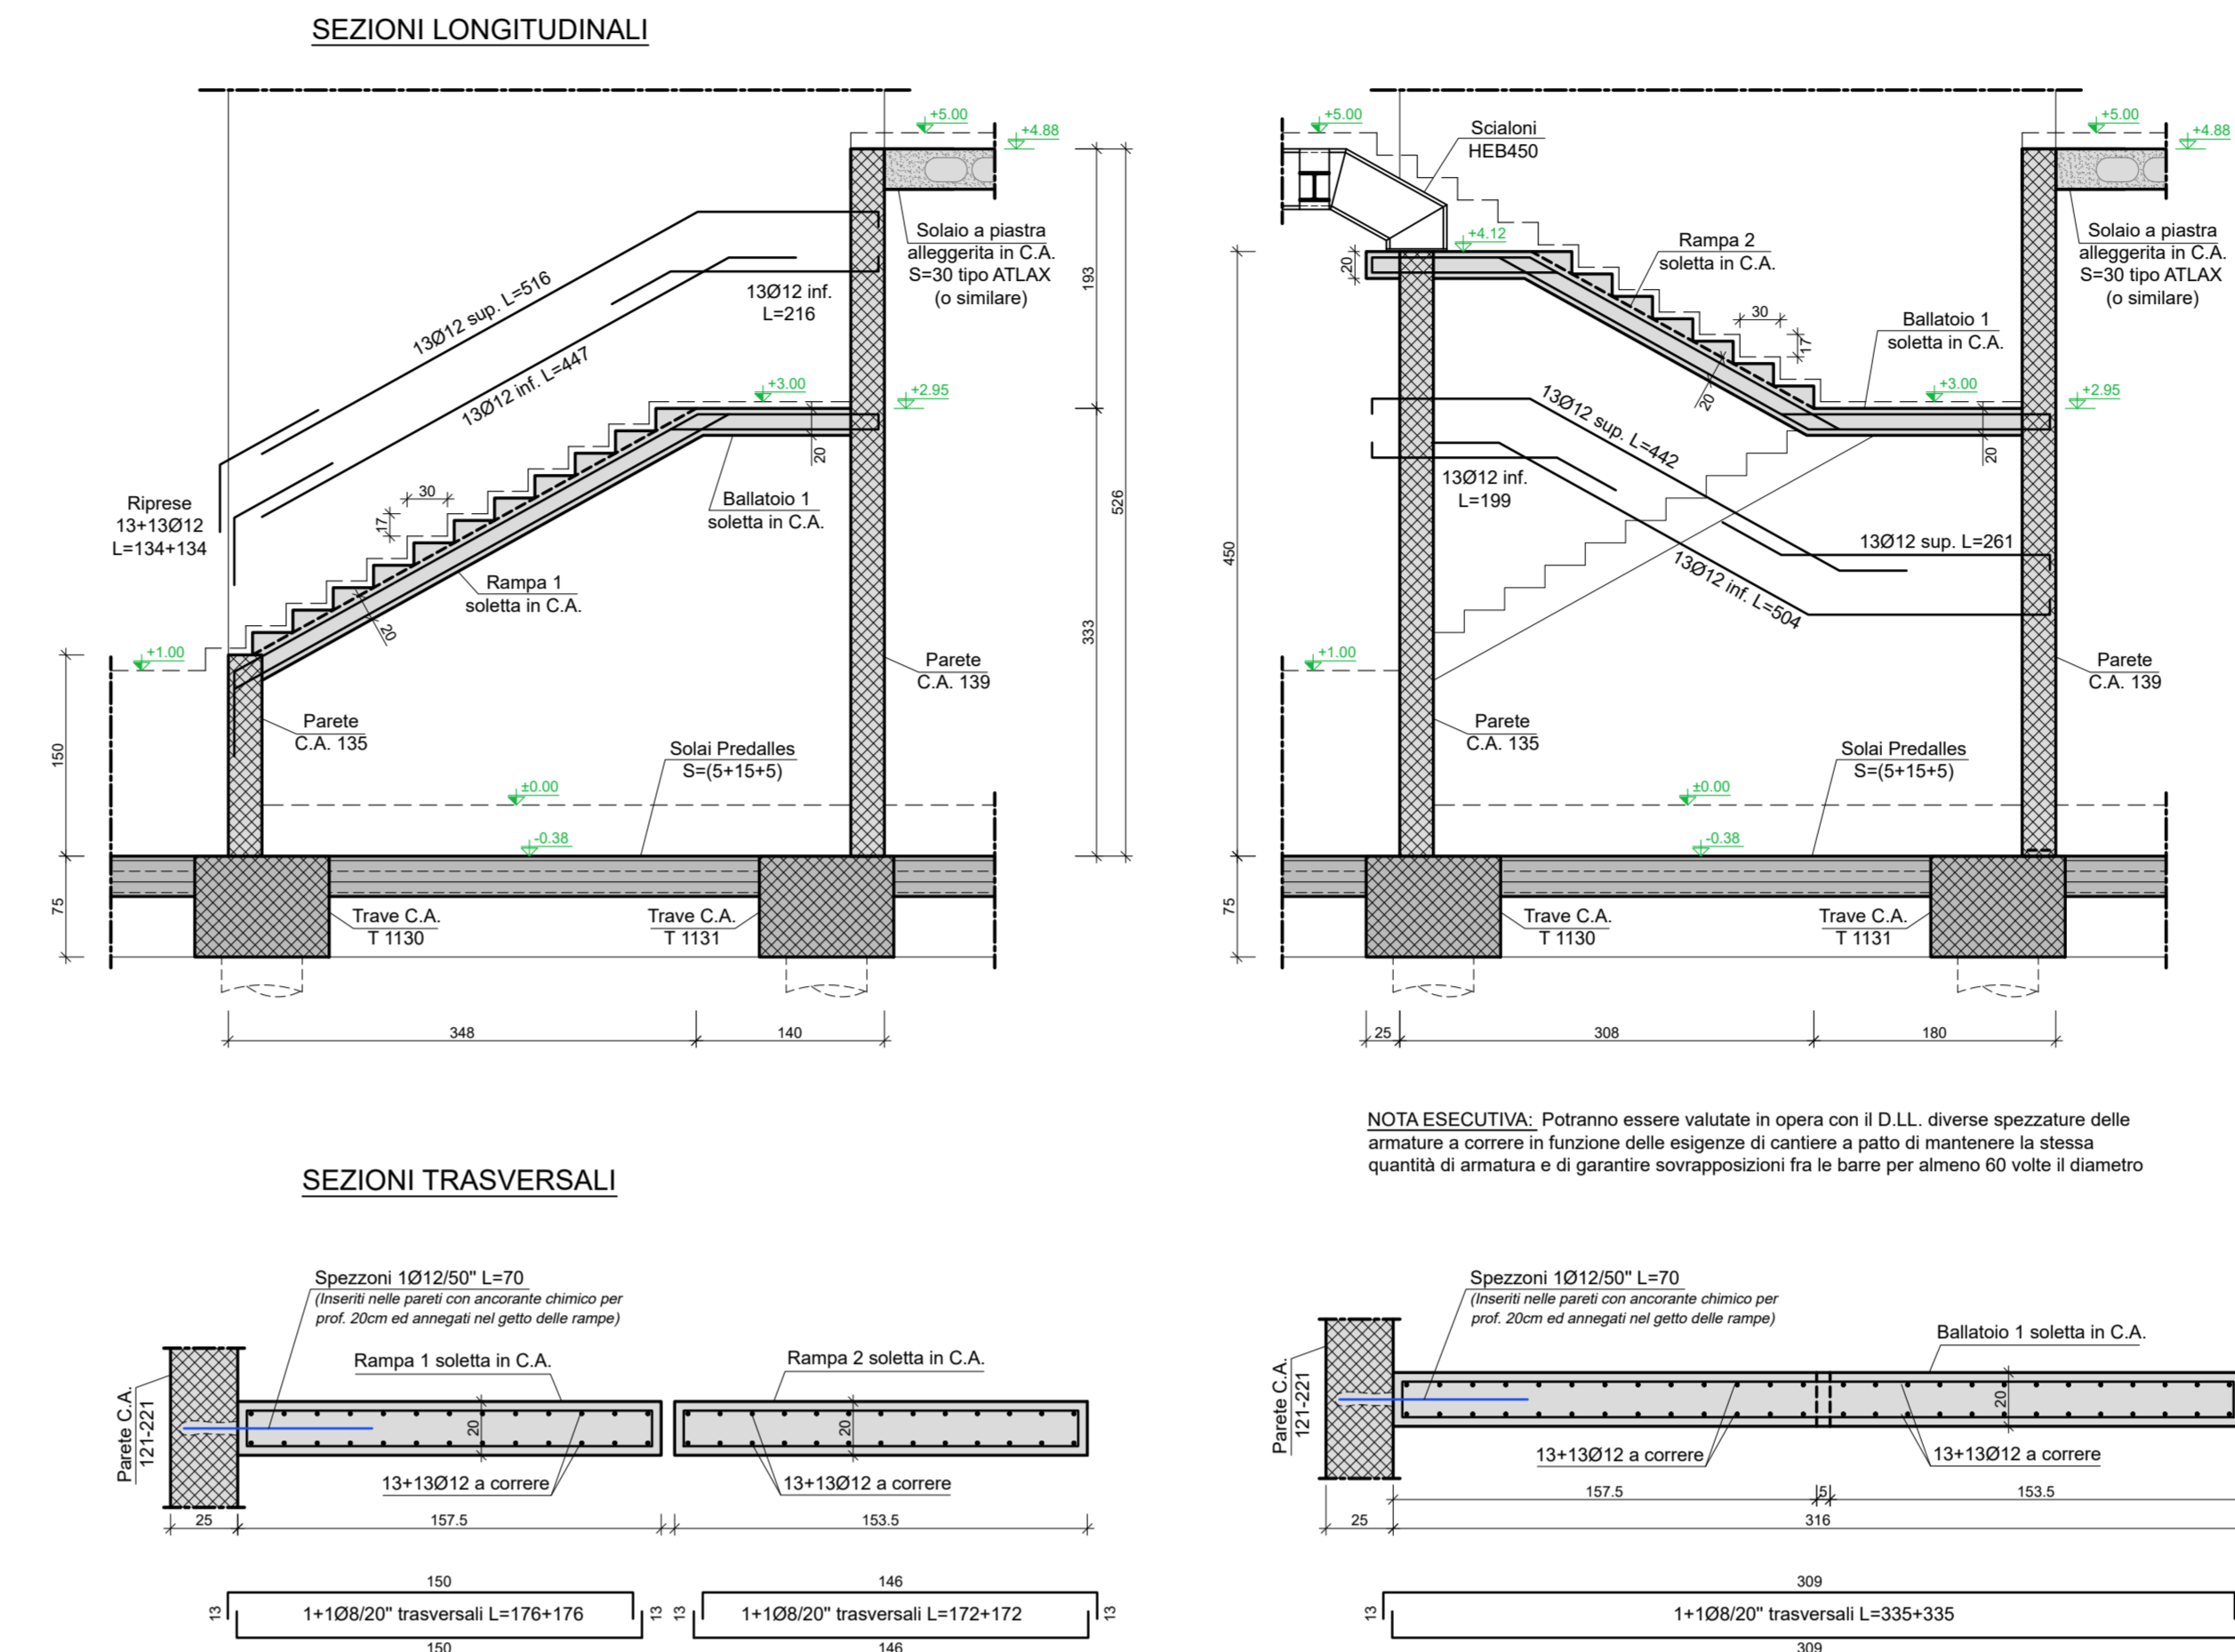 SEZIONI LONGITUDINALI
+5.00
+4.88
Solaio a piastra
alleggerita in C.A.
S=30 tipo ATLAX
(o similare)
193
13Ø12 sup. L=516
13Ø12 inf.
L=216
13Ø12 inf. L=447
+3.00
+2.95
20
Ballatoio 1
soletta in C.A.
526
Riprese
13+13Ø12
L=134+134
30
17
Rampa 1
soletta in C.A.
20
333
+1.00
Parete
C.A. 139
Parete
C.A. 135
Solai Predalles
S=(5+15+5)
150
±0.00
-0.38
75
Trave C.A.
T 1130
Trave C.A.
T 1131
348
140
+5.00
Scialoni
HEB450
+5.00
+4.88
+4.12
20
Rampa 2
soletta in C.A.
Solaio a piastra
alleggerita in C.A.
S=30 tipo ATLAX
(o similare)
30
17
Ballatoio 1
soletta in C.A.
+3.00
+2.95
20
20
13Ø12 sup. L=442
13Ø12 inf.
L=199
13Ø12 sup. L=261
13Ø12 inf. L=504
450
+1.00
Parete
C.A. 139
Parete
C.A. 135
Solai Predalles
S=(5+15+5)
±0.00
-0.38
75
Trave C.A.
T 1130
Trave C.A.
T 1131
25
308
180
NOTA ESECUTIVA: Potranno essere valutate in opera con il D.LL. diverse spezzature delle
armature a correre in funzione delle esigenze di cantiere a patto di mantenere la stessa
quantità di armatura e di garantire sovrapposizioni fra le barre per almeno 60 volte il diametro
SEZIONI TRASVERSALI
Spezzoni 1Ø12/50" L=70
(Inseriti nelle pareti con ancorante chimico per
prof. 20cm ed annegati nel getto delle rampe)
Rampa 1 soletta in C.A.
Rampa 2 soletta in C.A.
Parete C.A.
121-221
20
20
13+13Ø12 a correre
13+13Ø12 a correre
25
157.5
153.5
150
13
1+1Ø8/20" trasversali L=176+176
13
150
146
13
1+1Ø8/20" trasversali L=172+172
13
146
Spezzoni 1Ø12/50" L=70
(Inseriti nelle pareti con ancorante chimico per
prof. 20cm ed annegati nel getto delle rampe)
Ballatoio 1 soletta in C.A.
Parete C.A.
121-221
20
13+13Ø12 a correre
13+13Ø12 a correre
157.5
5
153.5
25
316
309
13
1+1Ø8/20" trasversali L=335+335
309